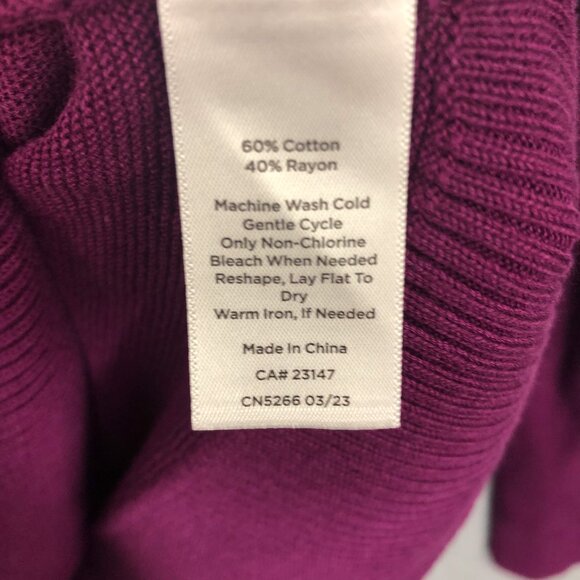 60% Cotton
40% Rayon
Machine Wash Cold
Gentle Cycle
Only Non-Chlorine
Bleach When Needed
Reshape, Lay Flat To
Dry
Warm Iron, If Needed
Made In China
CA# 23147
CN5266 03/23